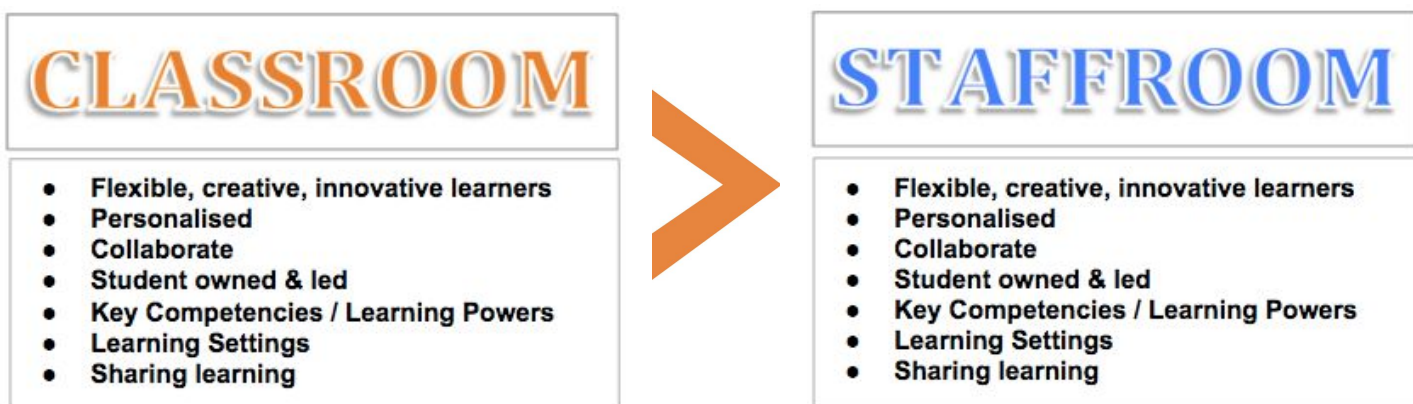 CLASSROOM
● Flexible, creative, innovative learners
● Personalised
● Collaborate
● Student owned & led
● Key Competencies / Learning Powers
● Learning Settings
● Sharing learning
STAFFROOM
● Flexible, creative, innovative learners
● Personalised
● Collaborate
● Student owned & led
● Key Competencies / Learning Powers
● Learning Settings
● Sharing learning